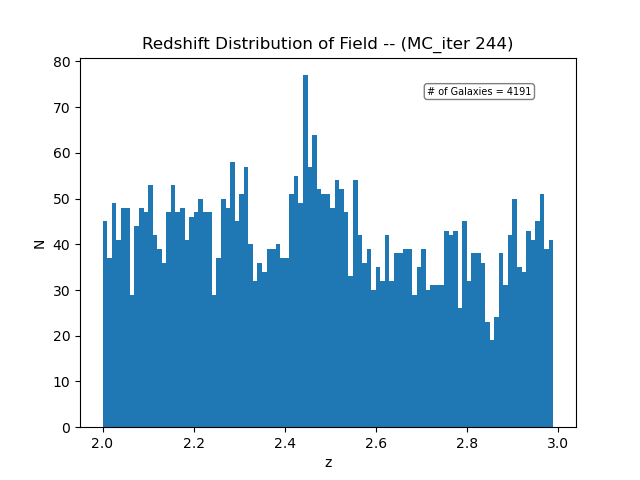 Redshift Distribution of Field -- (MC_iter 244)
# of Galaxies = 4191
80
70
60
50
40
30
20
10
0
N
2.0 2.2 2.4 2.6 2.8 3.0
z